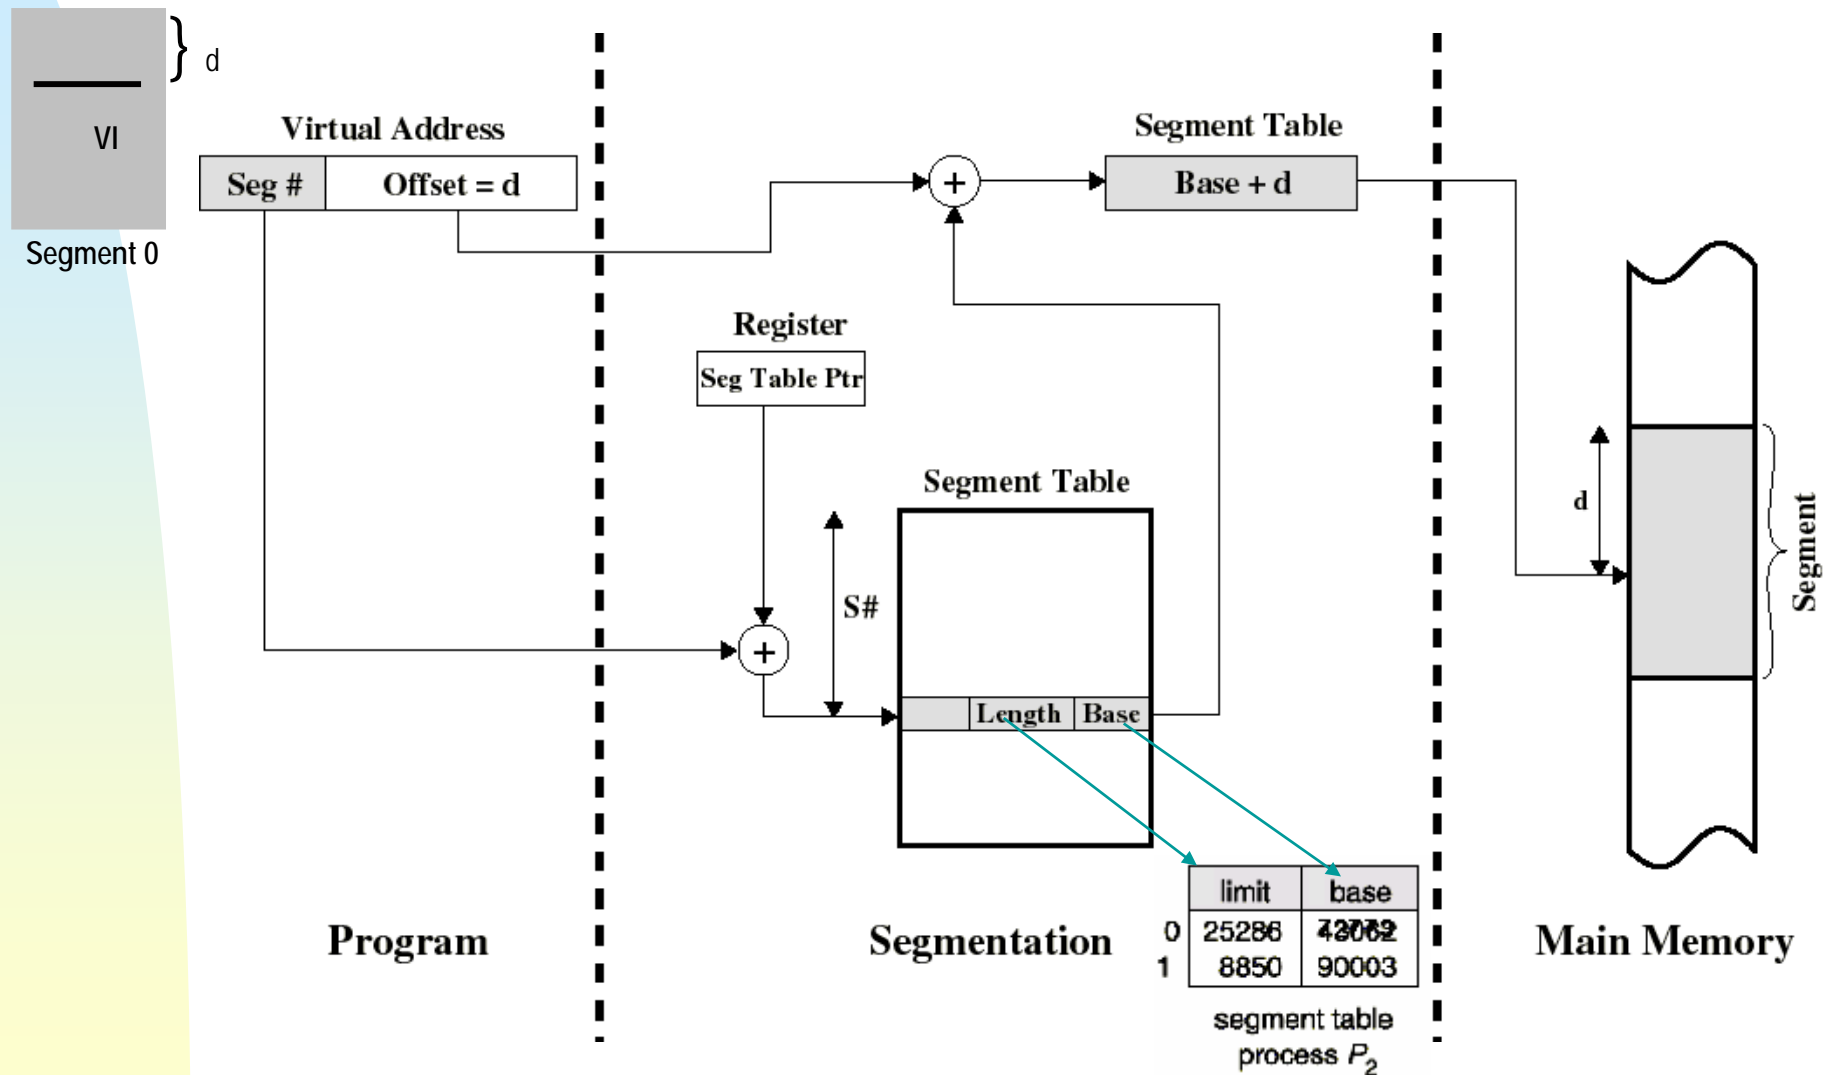 d
VI
Segment 0
Virtual Address
Seg #
Offset = d
+
Segment Table
Base + d
Register
Seg Table Ptr
Segment Table
S#
+
Length
Base
d
Segment
limit
base
0
25286
1
8850
90003
segment table
process P2
Program
Segmentation
Main Memory